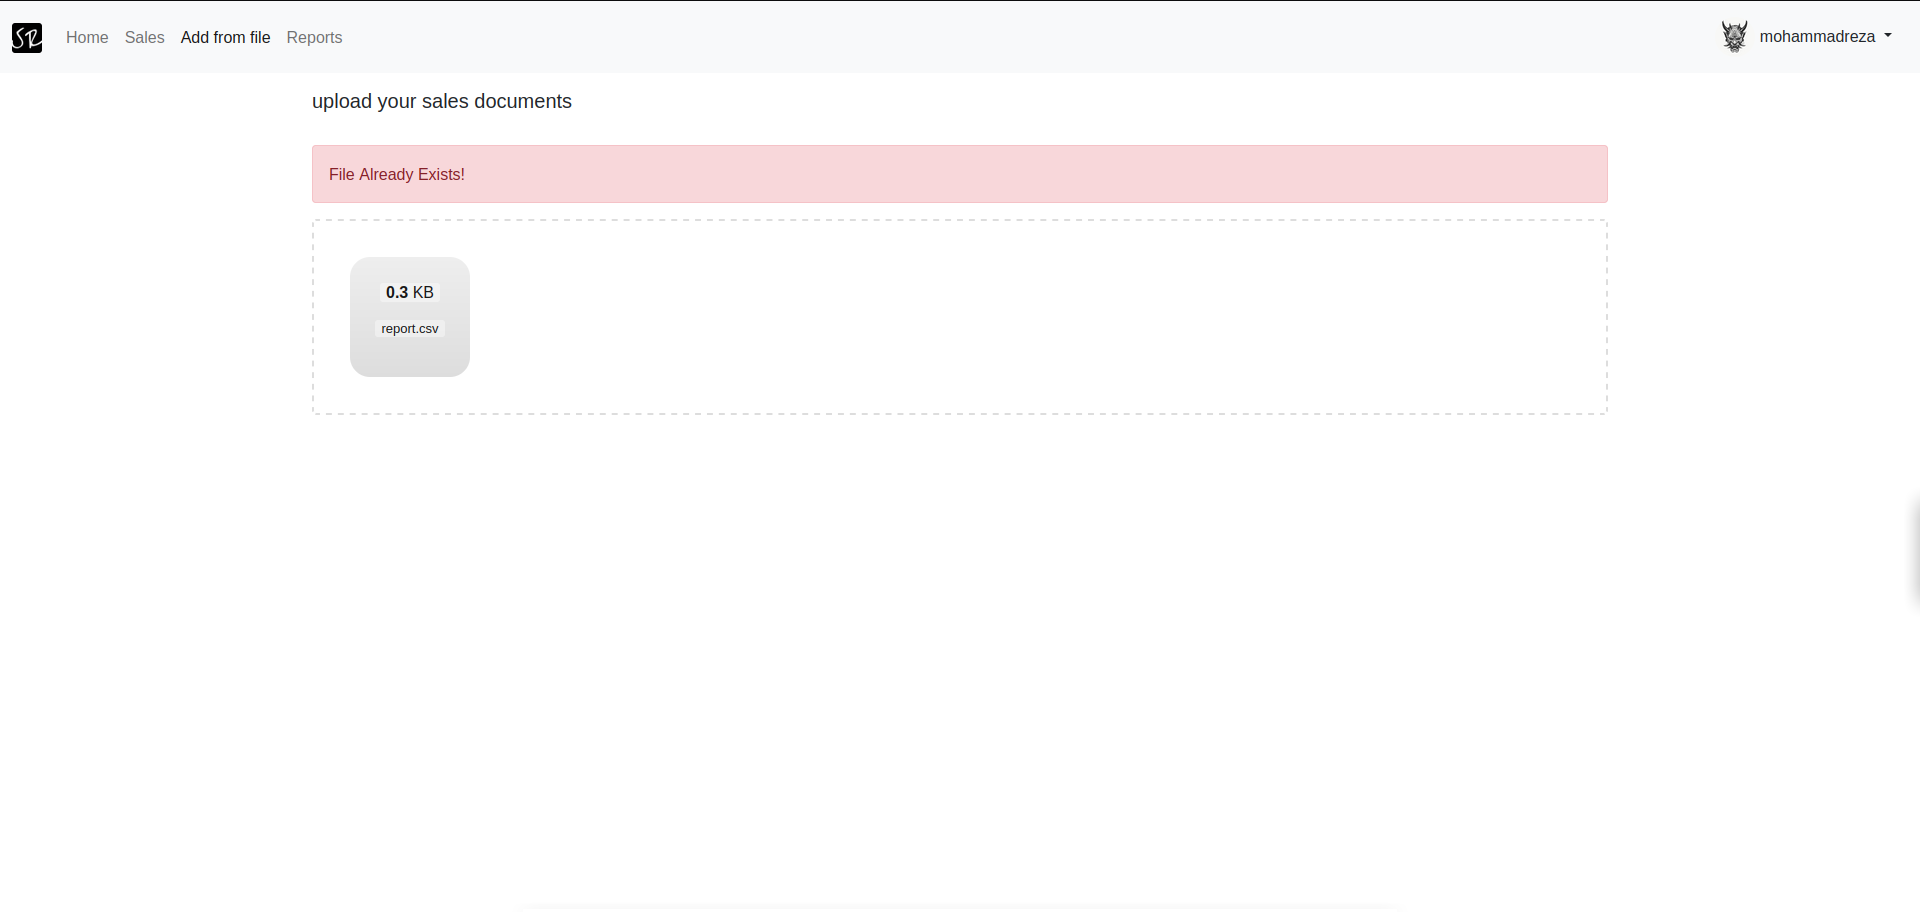 SR Home Sales Add from file Reports mohammadreza
upload your sales documents
File Already Exists!
0.3 KB
report.csv